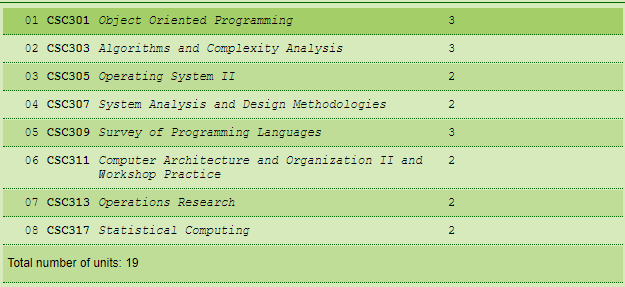 01 CSC301 Object Oriented Programming 3
02 CSC303 Algorithms and Complexity Analysis 3
03 CSC305 Operating System II 2
04 CSC307 System Analysis and Design Methodologies 2
05 CSC309 Survey of Programming Languages 3
06 CSC311 Computer Architecture and Organization II and 2
Workshop Practice
07 CSC313 Operations Research 2
08 CSC317 Statistical Computing 2
Total number of units: 19